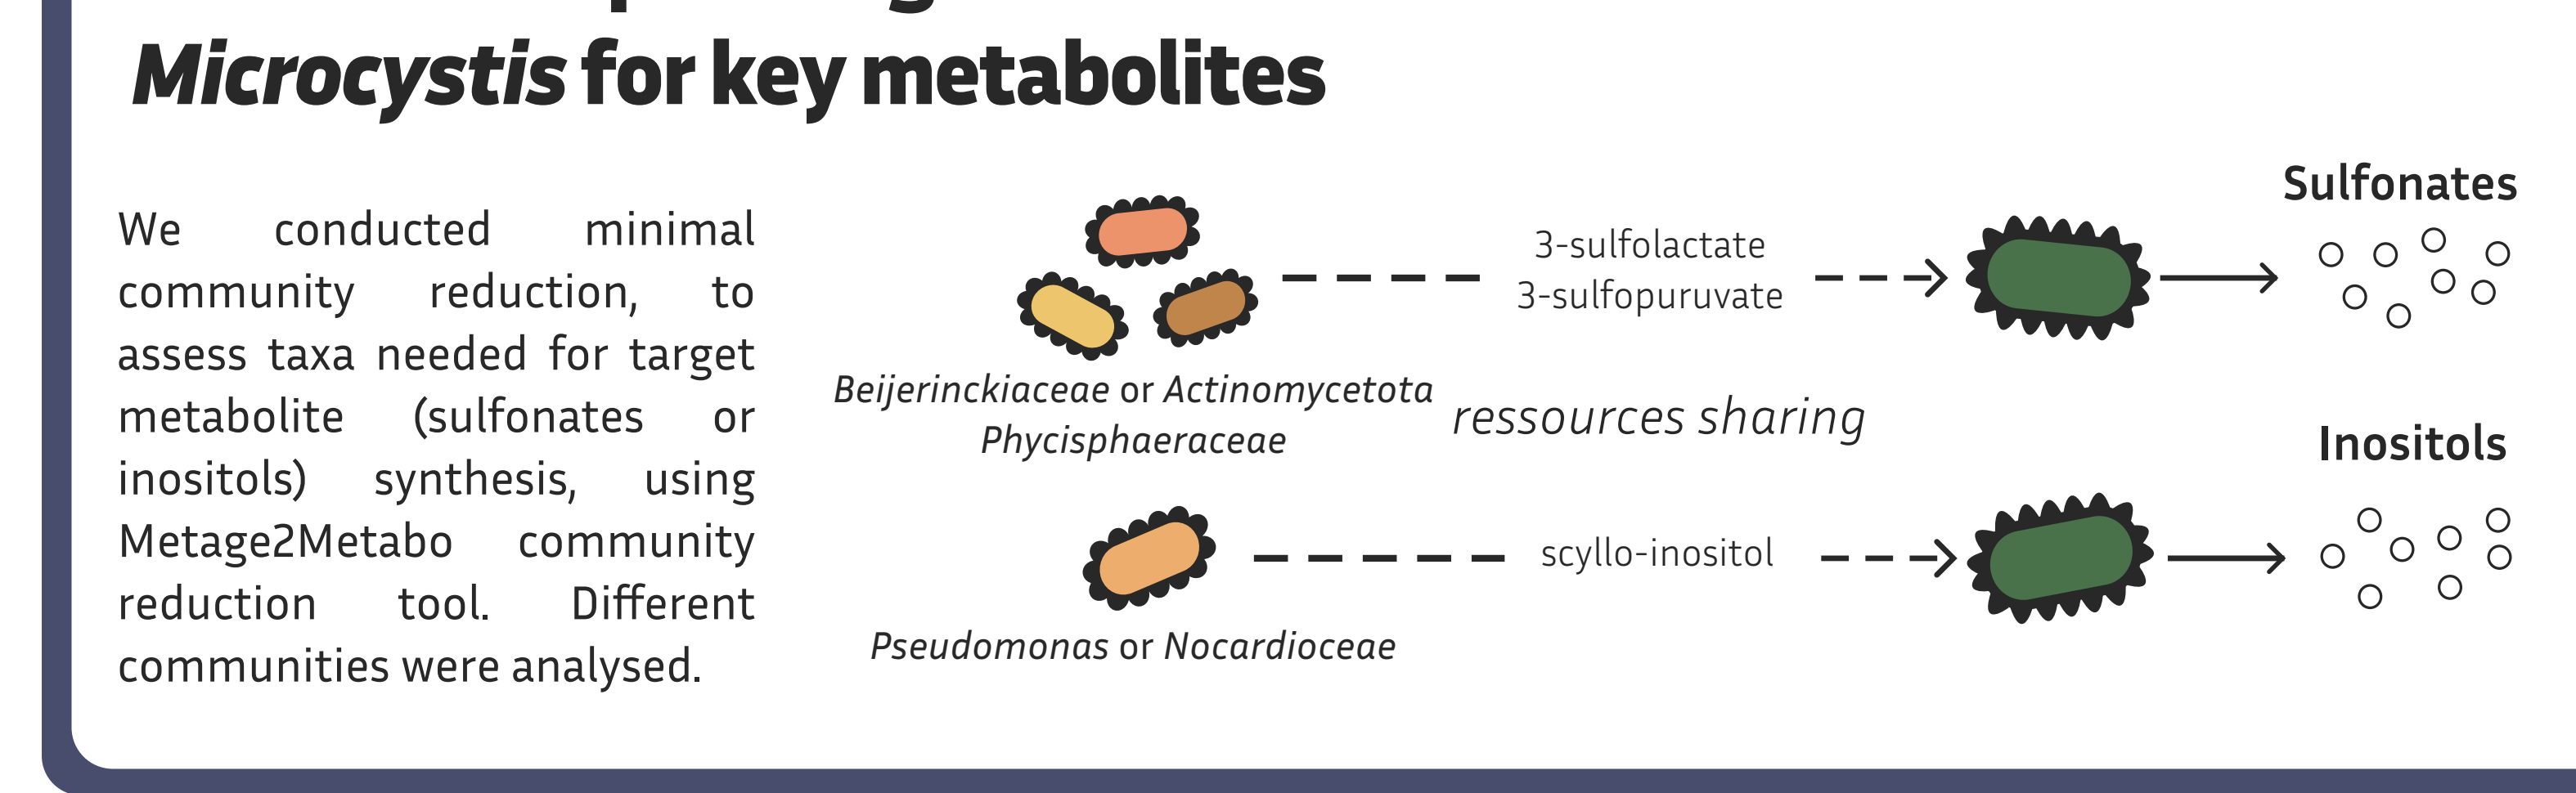 Microcystis for key metabolites
We conducted minimal
community reduction, to
assess taxa needed for target
metabolite (sulfonates or
inositols) synthesis, using
Metage2Metabo community
reduction tool. Different
communities were analysed.
Beijerinckiaceae or Actinomycetota
Phycisphaeraceae
3-sulfolactate
3-sulfopuruvate
Sulfonates
ressources sharing
Pseudomonas or Nocardioceae
scyllo-inositol
Inositols